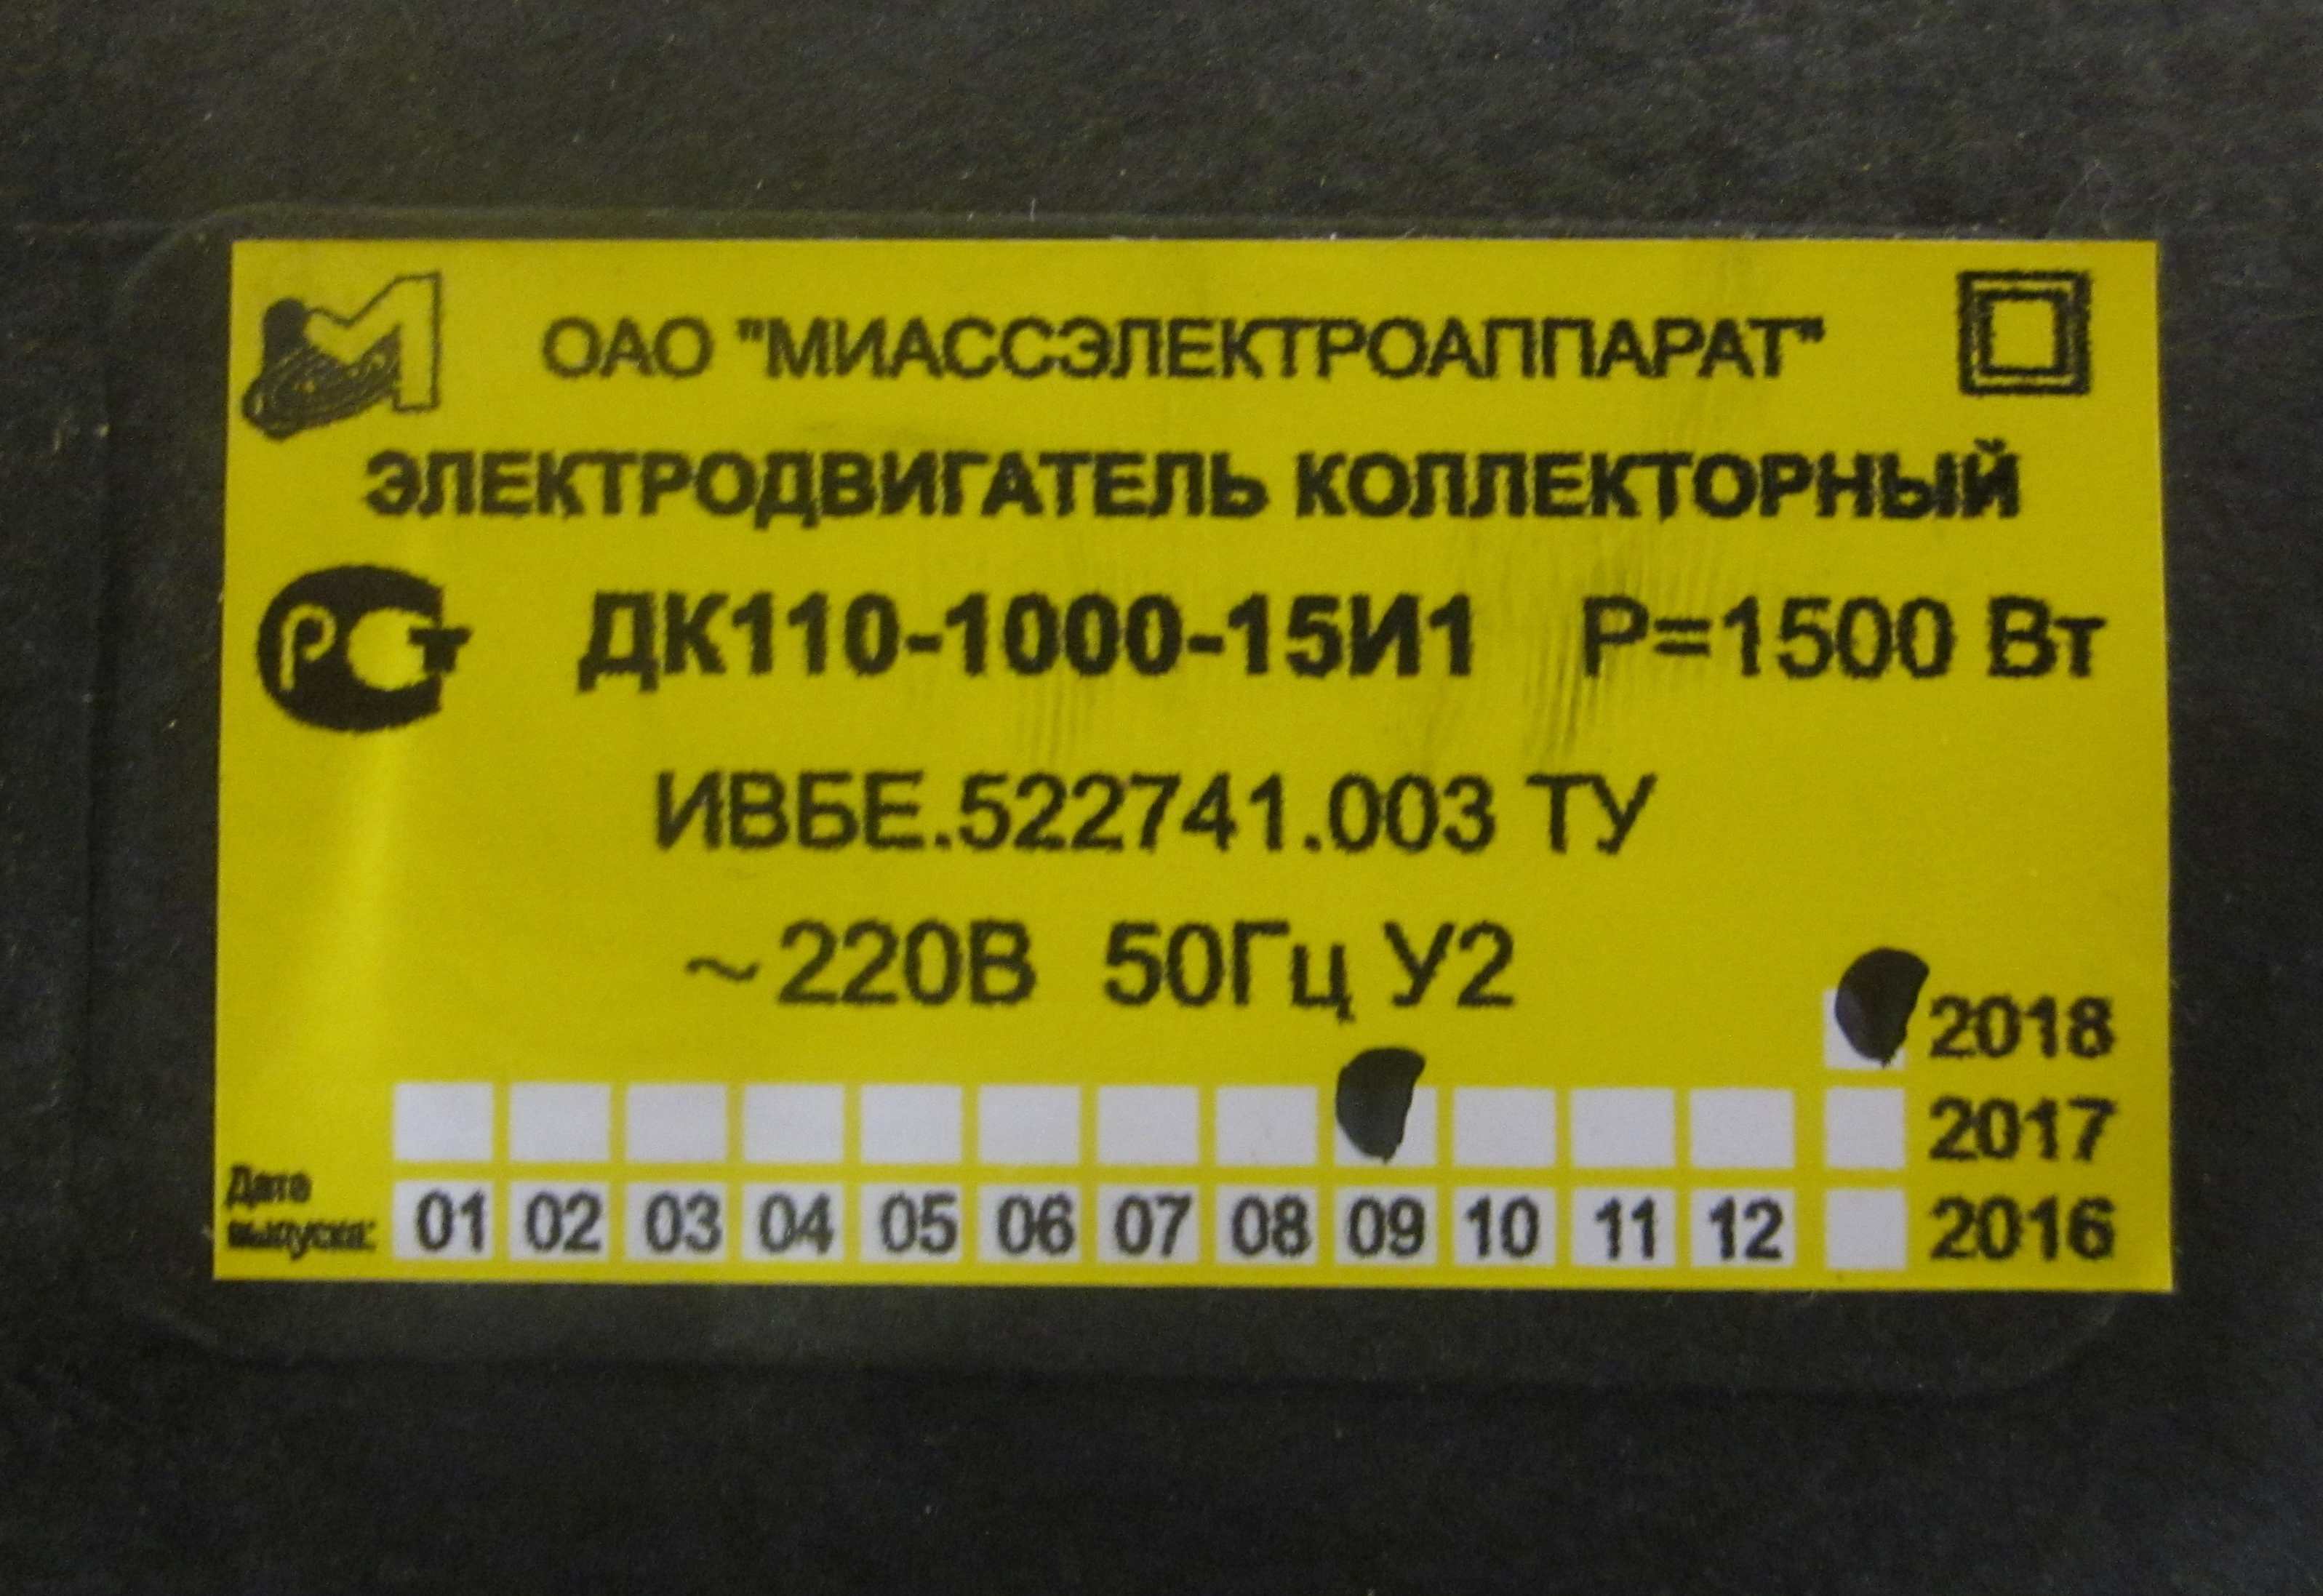 ОАО "МИАССЭЛЕКТРОАППАРАТ"
ЭЛЕКТРОДВИГАТЕЛЬ КОЛЛЕКТОРНЫЙ
РСТ ДК110-1000-15И1 Р=1500 Вт
ИВБЕ.522741.003 ТУ
~220В 50Гц У2
2018
2017
Дата
выпуска: 01 02 03 04 05 06 07 08 09 10 11 12 2016